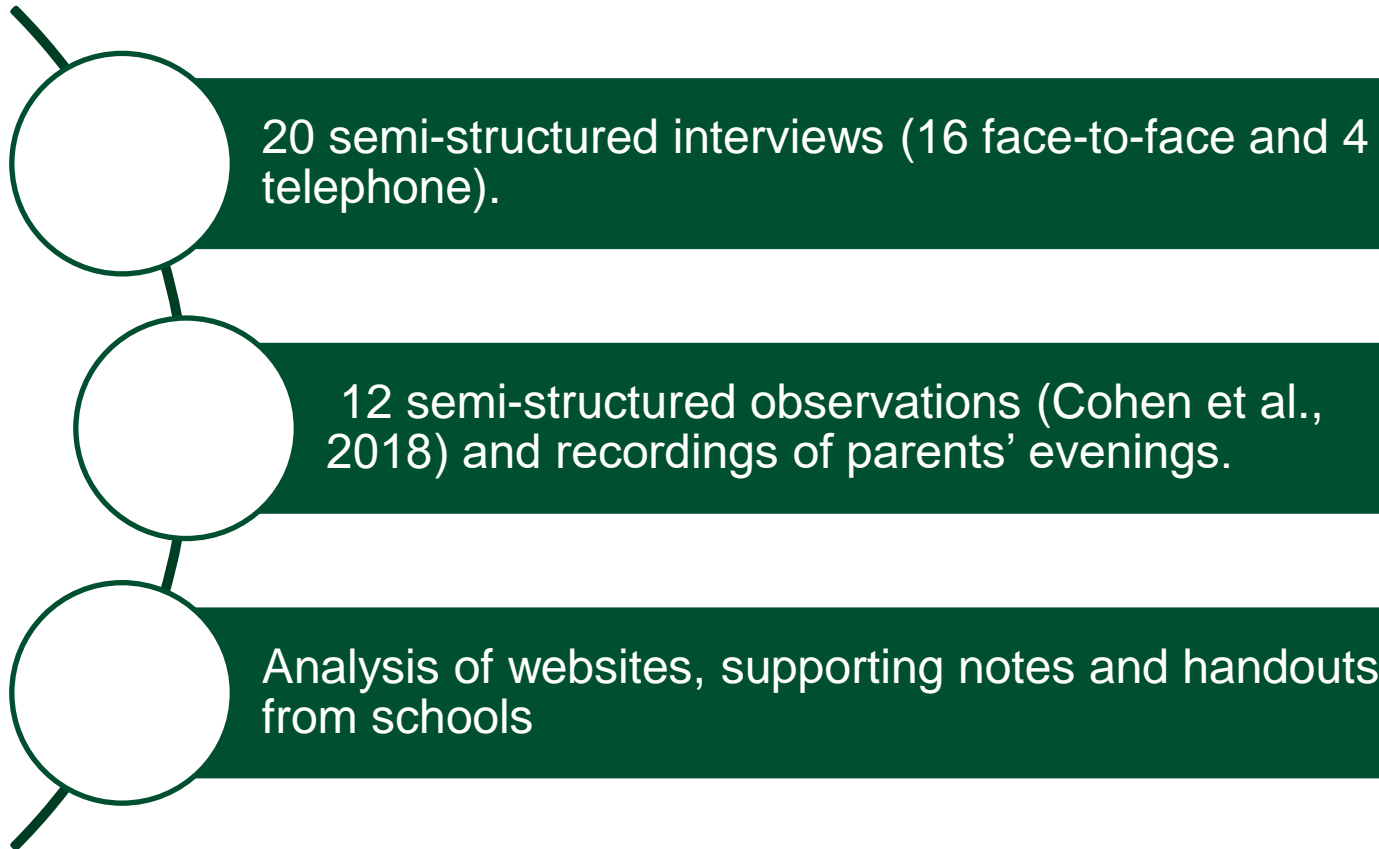 20 semi-structured interviews (16 face-to-face and 4
telephone).
12 semi-structured observations (Cohen et al.,
2018) and recordings of parents’ evenings.
Analysis of websites, supporting notes and handouts
from schools